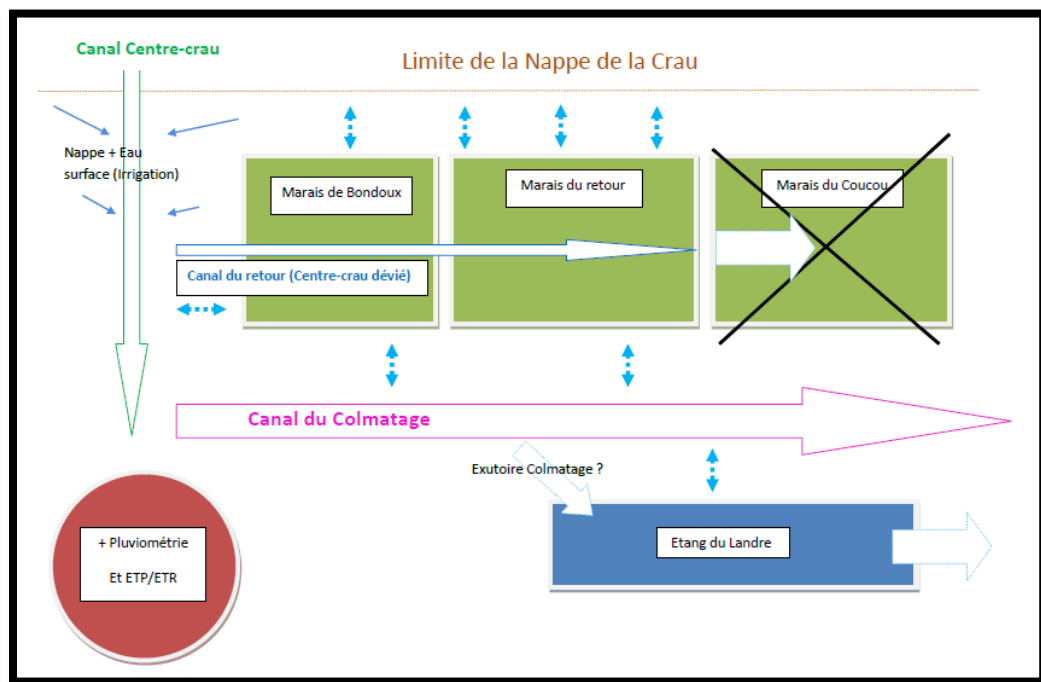 Canal Centre-crau
Limite de la Nappe de la Crau
Nappe + Eau
surface (Irrigation)
Marais de Bondoux
Marais du retour
Marais du Coucou
Canal du retour (Centre-crau dévié)
Canal du Colmatage
Exutoire Colmatage ?
+ Pluviométrie
Et ETP/ETR
Etang du Landre